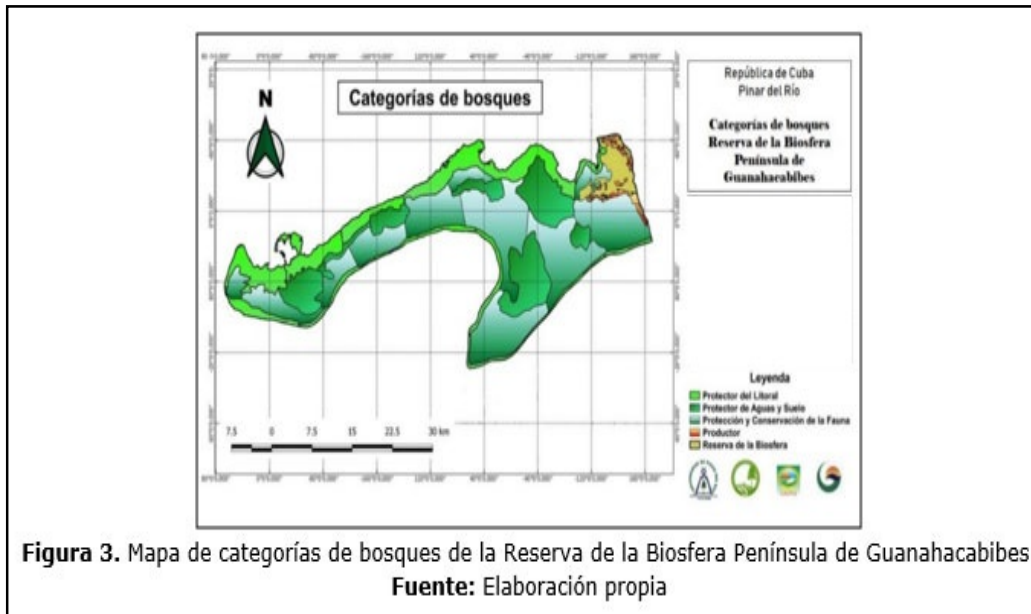 Categorías de bosques
N
República de Cuba
Pinar del Río
Categorías de bosques
Reserva de la Biosfera
Península de
Guanahacabibes
Leyenda
Protector del Litoral
Protector de Aguas y Suelo
Protección y Conservación de la Fauna
Productor
Reserva de la Biosfera
7.5 0 7.5 15 22.5 30 km
Figura 3. Mapa de categorías de bosques de la Reserva de la Biosfera Península de Guanahacabibes
Fuente: Elaboración propia